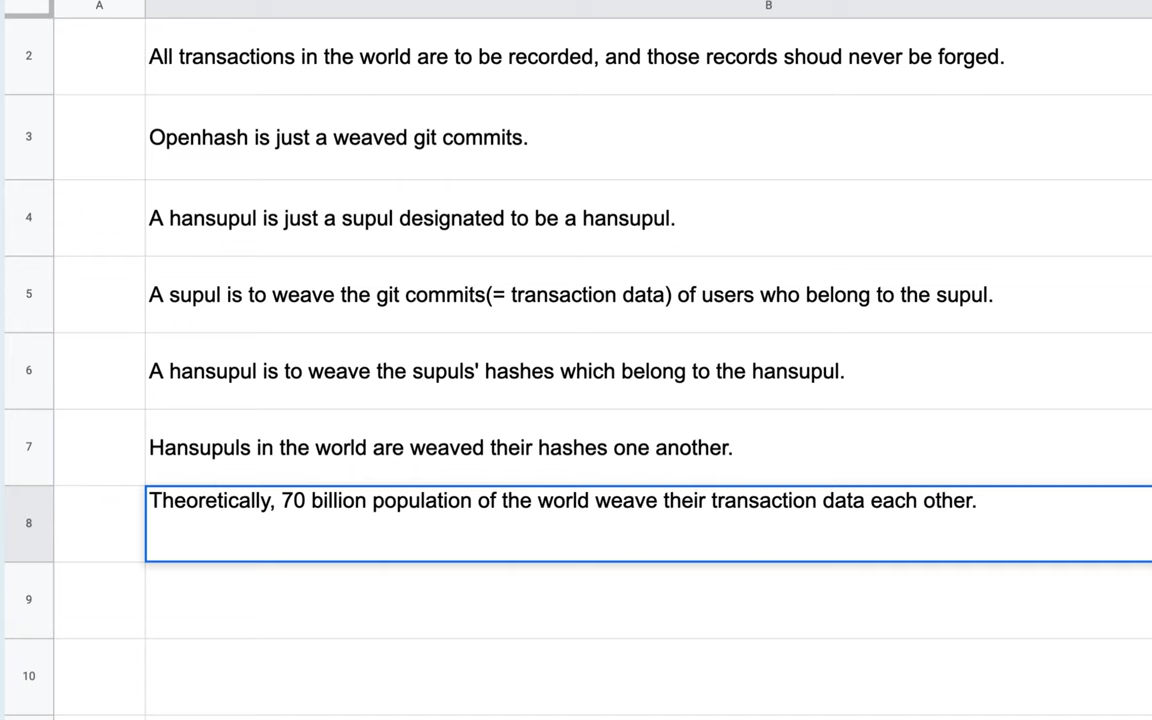 A
B
2
All transactions in the world are to be recorded, and those records shoud never be forged.
3
Openhash is just a weaved git commits.
4
A hansupul is just a supul designated to be a hansupul.
5
A supul is to weave the git commits(= transaction data) of users who belong to the supul.
6
A hansupul is to weave the supuls' hashes which belong to the hansupul.
7
Hansupuls in the world are weaved their hashes one another.
8
Theoretically, 70 billion population of the world weave their transaction data each other.
9
10